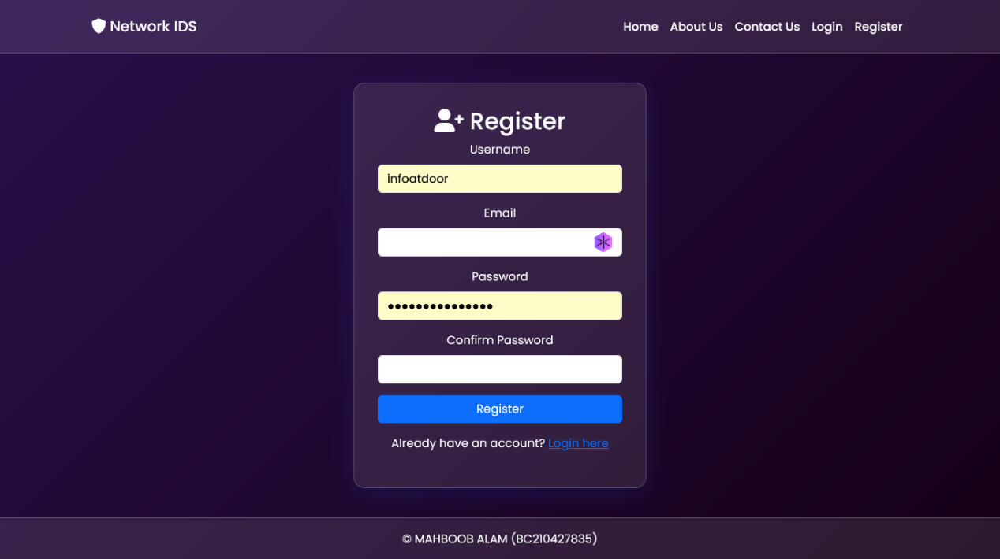 Network IDS
Home About Us Contact Us Login Register
Register
Username
infoatdoor
Email
Password
•••••••••••••••
Confirm Password
Register
Already have an account? Login here
© MAHBOOB ALAM (BC210427835)